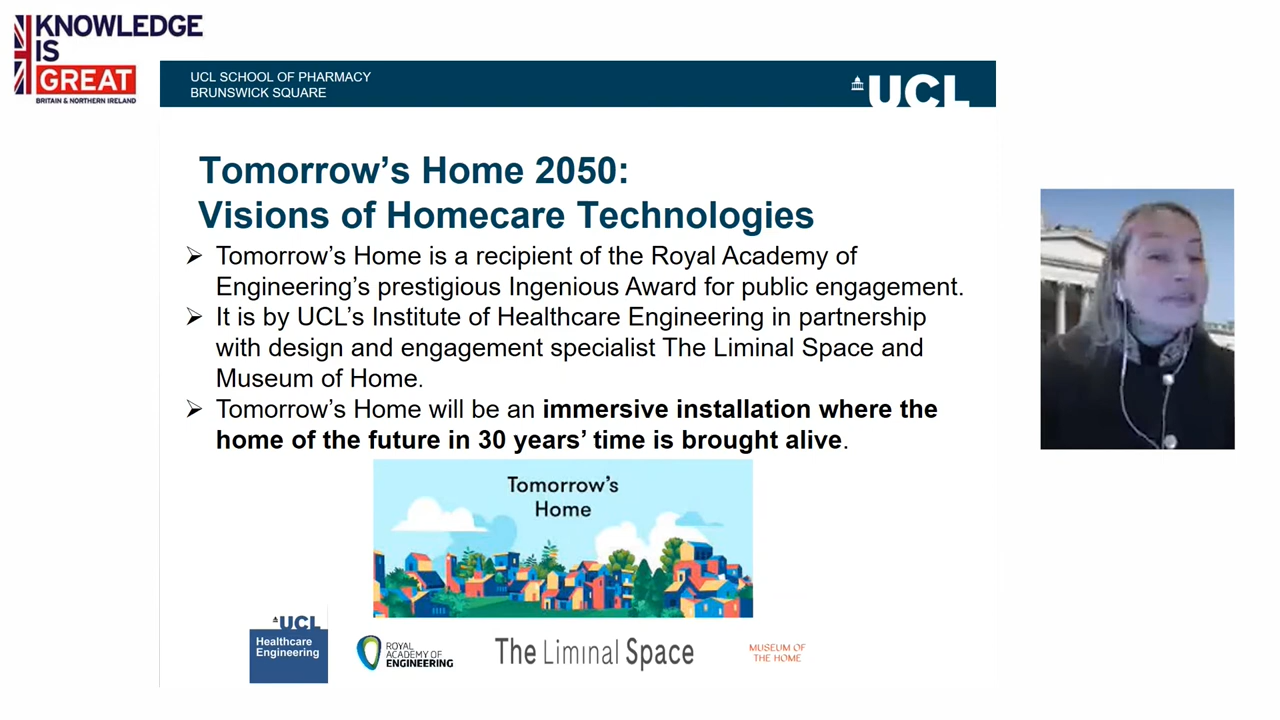 KNOWLEDGE
IS
GREAT
BRITAIN & NORTHERN IRELAND
UCL SCHOOL OF PHARMACY
BRUNSWICK SQUARE
UCL
Tomorrow’s Home 2050:
Visions of Homecare Technologies
➢ Tomorrow’s Home is a recipient of the Royal Academy of
Engineering’s prestigious Ingenious Award for public engagement.
➢ It is by UCL’s Institute of Healthcare Engineering in partnership
with design and engagement specialist The Liminal Space and
Museum of Home.
➢ Tomorrow’s Home will be an immersive installation where the
home of the future in 30 years’ time is brought alive.
Tomorrow’s
Home
UCL
Healthcare
Engineering
ROYAL
ACADEMY OF
ENGINEERING
The Liminal Space
MUSEUM OF
THE HOME